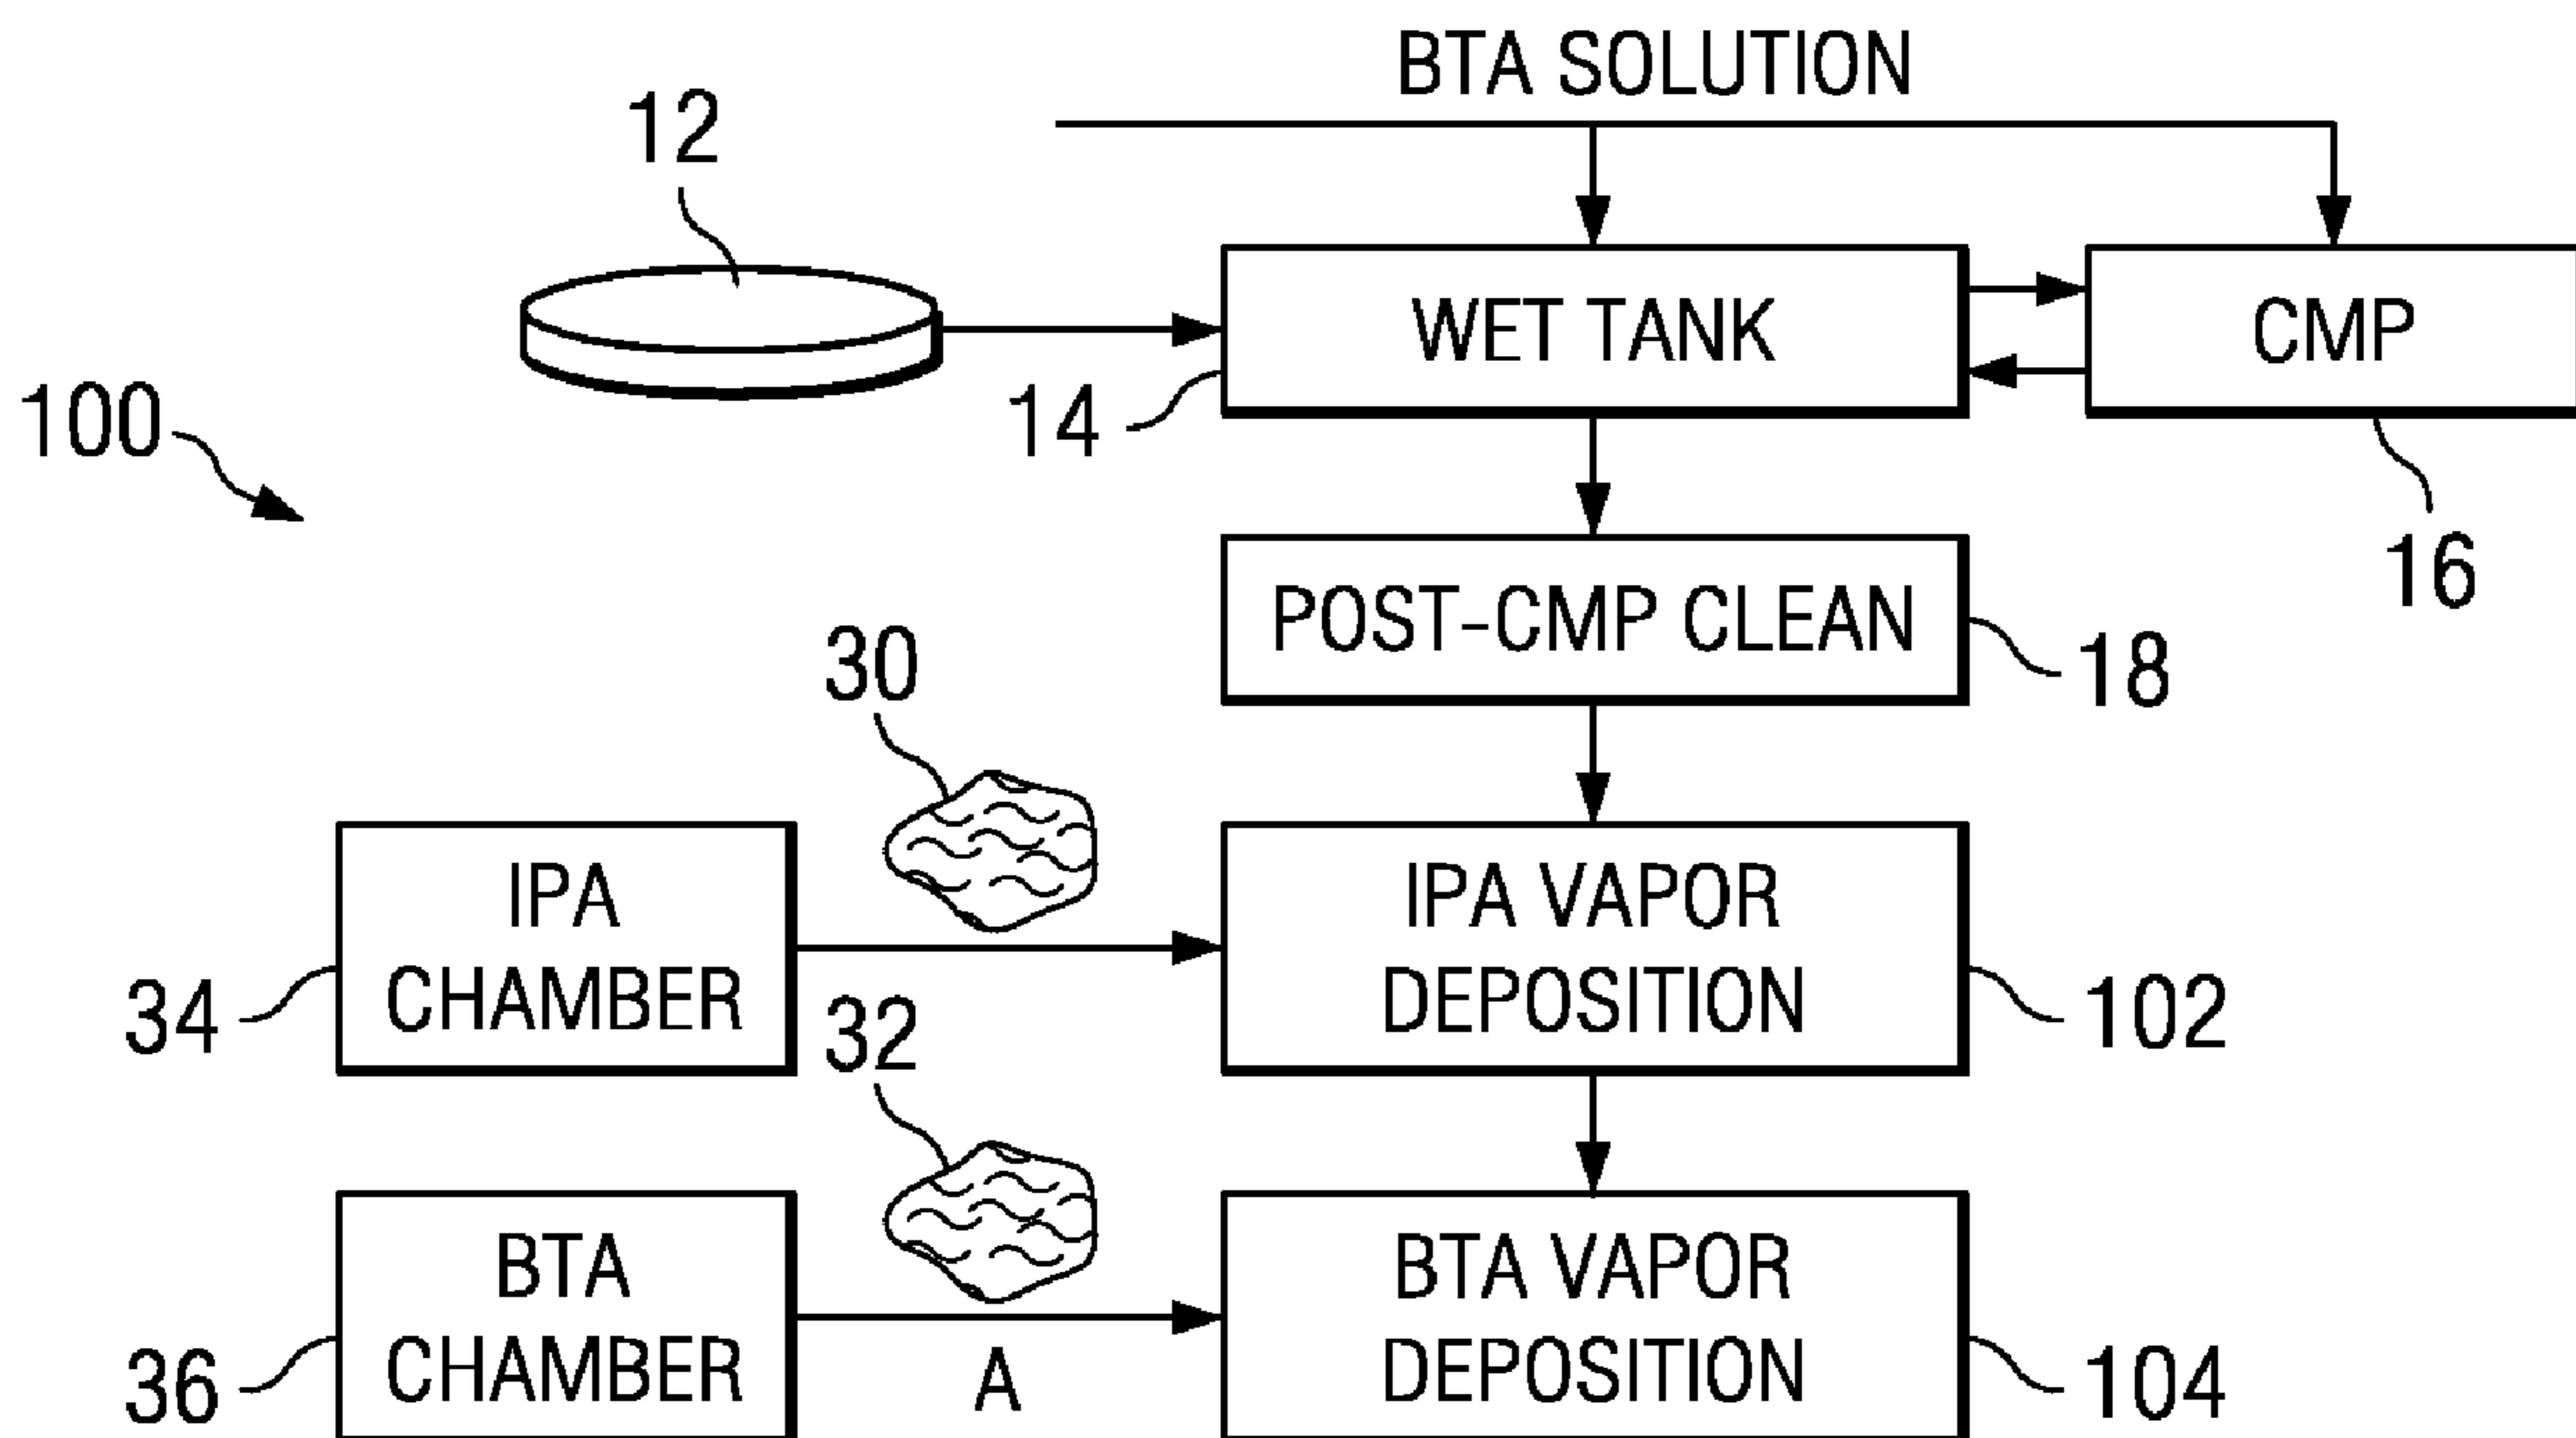 BTA SOLUTION
12
WET TANK
CMP
100
14
16
POST-CMP CLEAN
18
30
IPA
CHAMBER
IPA VAPOR
DEPOSITION
34
102
32
BTA
CHAMBER
BTA VAPOR
DEPOSITION
36
A
104